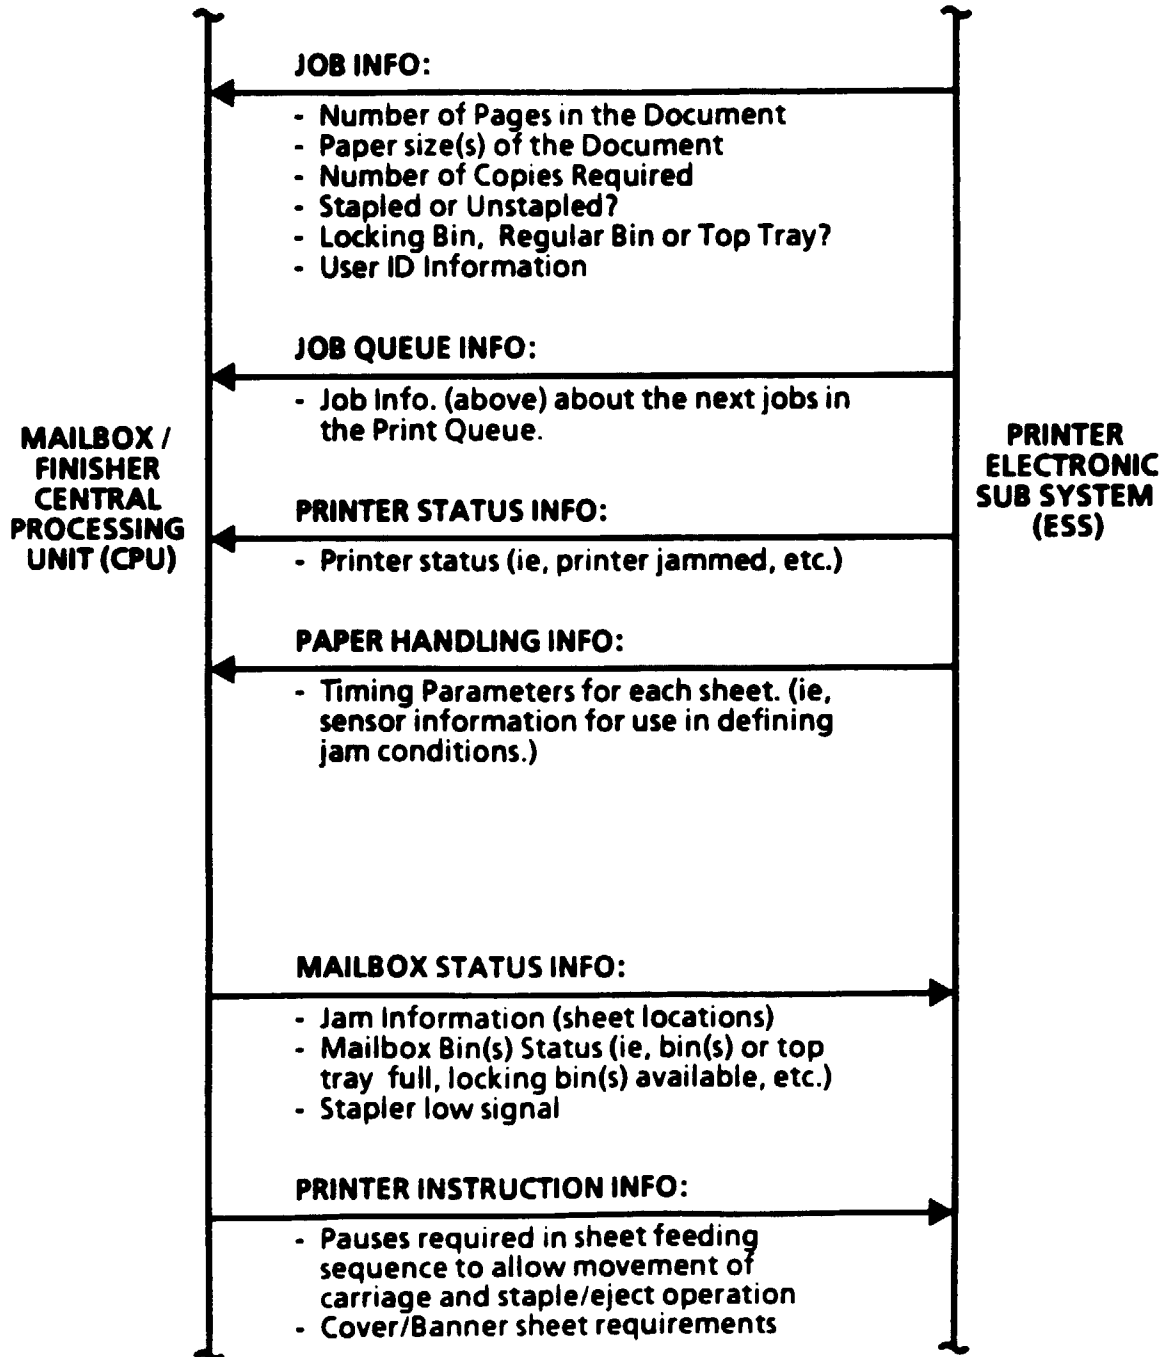 JOB INFO:
- Number of Pages in the Document
- Paper size(s) of the Document
- Number of Copies Required
- Stapled or Unstapled?
- Locking Bin, Regular Bin or Top Tray?
- User ID Information
JOB QUEUE INFO:
- Job Info. (above) about the next jobs in
the Print Queue.
MAILBOX /
FINISHER
CENTRAL
PROCESSING
UNIT (CPU)
PRINTER
ELECTRONIC
SUB SYSTEM
(ESS)
PRINTER STATUS INFO:
- Printer status (ie, printer jammed, etc.)
PAPER HANDLING INFO:
- Timing Parameters for each sheet. (ie,
sensor information for use in defining
jam conditions.)
MAILBOX STATUS INFO:
- Jam Information (sheet locations)
- Mailbox Bin(s) Status (ie, bin(s) or top
tray full, locking bin(s) available, etc.)
- Stapler low signal
PRINTER INSTRUCTION INFO:
- Pauses required in sheet feeding
sequence to allow movement of
carriage and staple/eject operation
- Cover/Banner sheet requirements